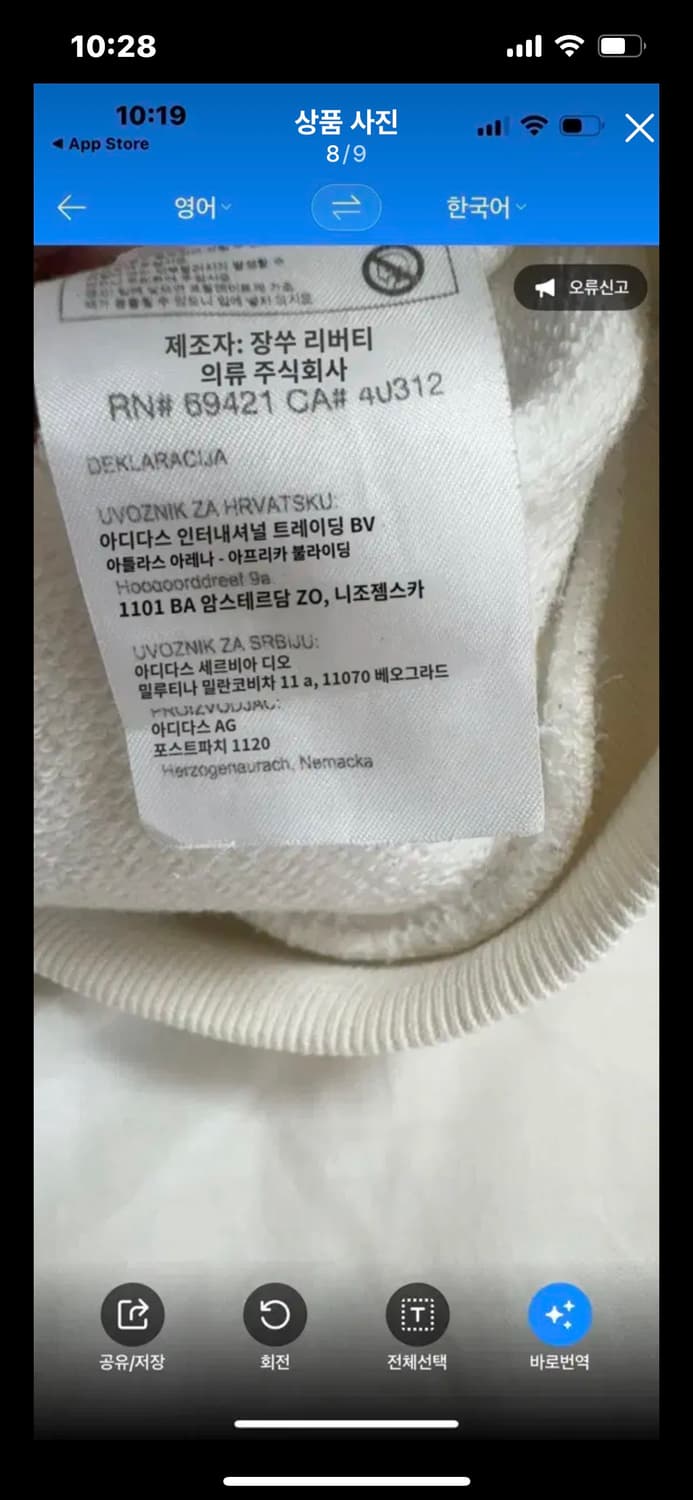 10:28
10:19
App Store
상품 사진
8/9
영어
한국어
오류신고
제조자: 장쑤 리버티
의류 주식회사
RN# 69421 CA# 40312
DEKLARACIJA
UVOZNIK ZA HRVATSKU:
아디다스 인터내셔널 트레이딩 BV
아틀라스 아레나 - 아프리카 불라이딩
Hoogoorddreef 9a
1101 BA 암스테르담 ZO, 니조젬스카
UVOZNIK ZA SRBIJU:
아디다스 세르비아 디오
밀루티나 밀란코비차 11 a, 11070 베오그라드
PROIZVODJAC:
아디다스 AG
포스트파치 1120
Herzogenaurach, Nemacka
공유/저장
회전
T
전체선택
바로번역